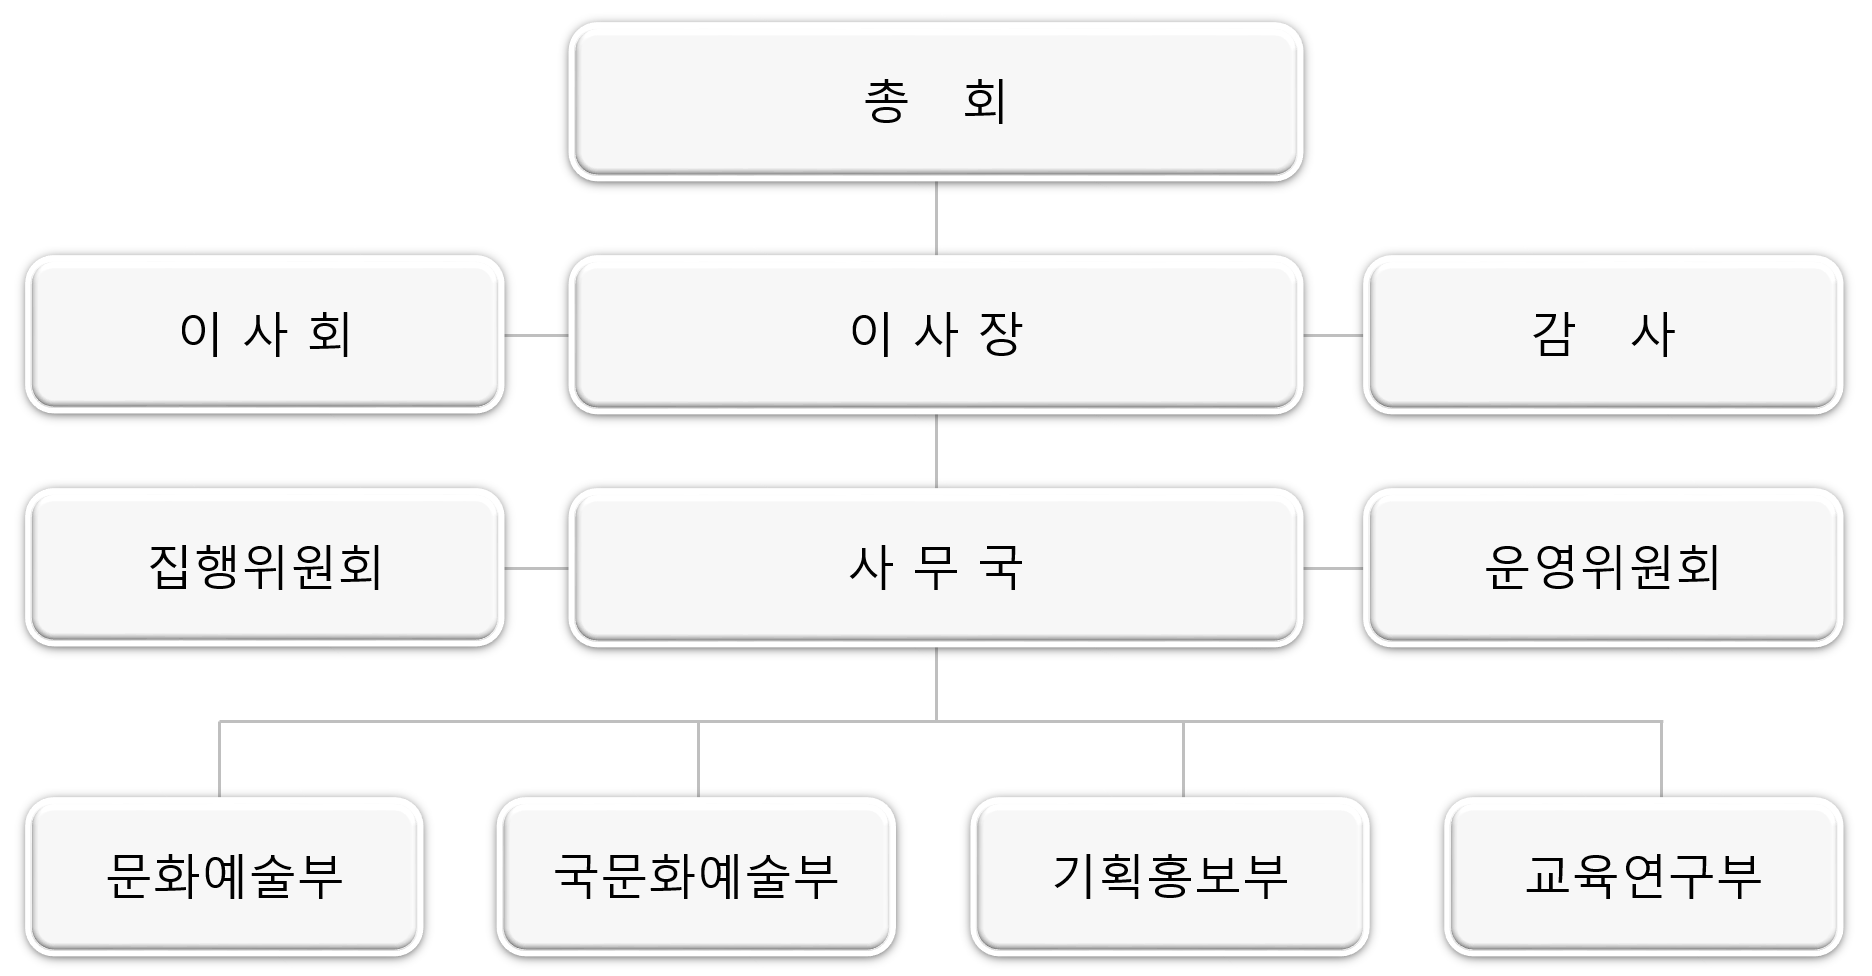 총 회
이 사 회
이 사 장
감 사
집행위원회
사 무 국
운영위원회
문화예술부
국문화예술부
기획홍보부
교육연구부